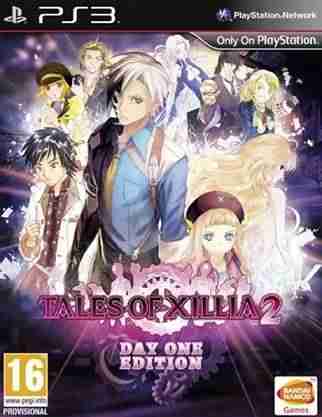 PS3
PlayStation Network
Only On PlayStation.
TALES OF XILLIA 2
DAY ONE
EDITION
16
www.pegi.info
PROVISIONAL
BANDAI
NAMCO
Games